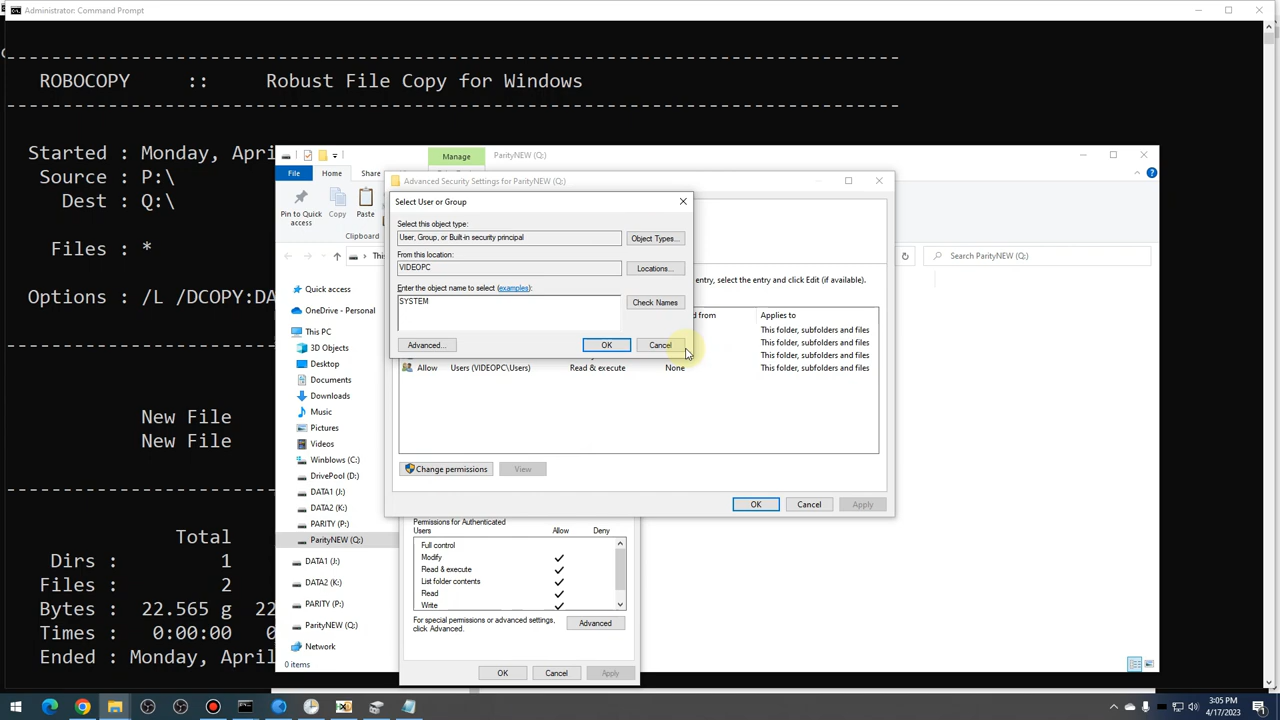 Administrator: Command Prompt
ROBOCOPY :: Robust File Copy for Windows
Started : Monday, Apri
Source : P:\
Dest : Q:\
Files : *
Options : /L /DCOPY:DA
New File
New File
Total
Dirs : 1
Files : 2
Bytes : 22.565 g 22
Times : 0:00:00 0
Ended : Monday, April
Manage
ParityNEW (Q:)
File
Home
Share
Pin to Quick
access
Copy
Paste
Clipboard
Search ParityNEW (Q:)
Quick access
OneDrive - Personal
This PC
3D Objects
Desktop
Documents
Downloads
Music
Pictures
Videos
Winblows (C:)
DrivePool (D:)
DATA1 (J:)
DATA2 (K:)
PARITY (P:)
ParityNEW (Q:)
DATA1 (J:)
DATA2 (K:)
PARITY (P:)
ParityNEW (Q:)
Network
0 items
Advanced Security Settings for ParityNEW (Q:)
entry, select the entry and click Edit (if available).
d from
Applies to
This folder, subfolders and files
This folder, subfolders and files
This folder, subfolders and files
Allow Users (VIDEOPC\Users) Read & execute None This folder, subfolders and files
Change permissions
View
OK
Cancel
Apply
Select User or Group
Select this object type:
User, Group, or Built-in security principal
Object Types...
From this location:
VIDEOPC
Locations...
Enter the object name to select (examples):
SYSTEM
Check Names
Advanced...
OK
Cancel
Permissions for Authenticated
Users
Allow
Deny
Full control
Modify
Read & execute
List folder contents
Read
Write
For special permissions or advanced settings,
click Advanced.
Advanced
OK
Cancel
Apply
3:05 PM
4/17/2023